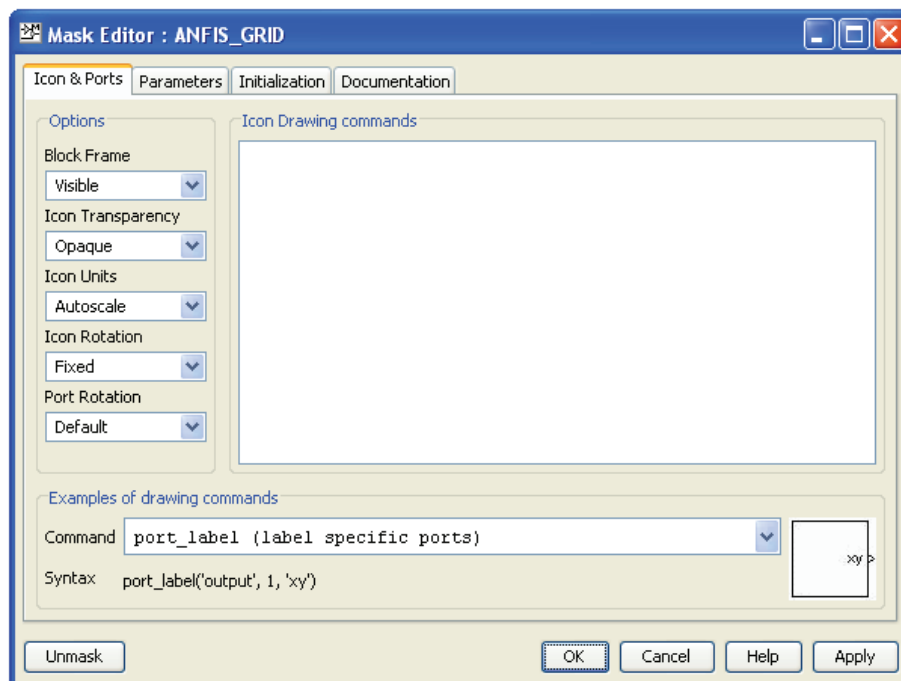 Mask Editor : ANFIS_GRID
Icon & Ports Parameters Initialization Documentation
Options
Block Frame
Visible
Icon Transparency
Opaque
Icon Units
Autoscale
Icon Rotation
Fixed
Port Rotation
Default
Icon Drawing commands
Examples of drawing commands
Command port_label (label specific ports)
Syntax port_label('output', 1, 'xy')
xy
Unmask OK Cancel Help Apply